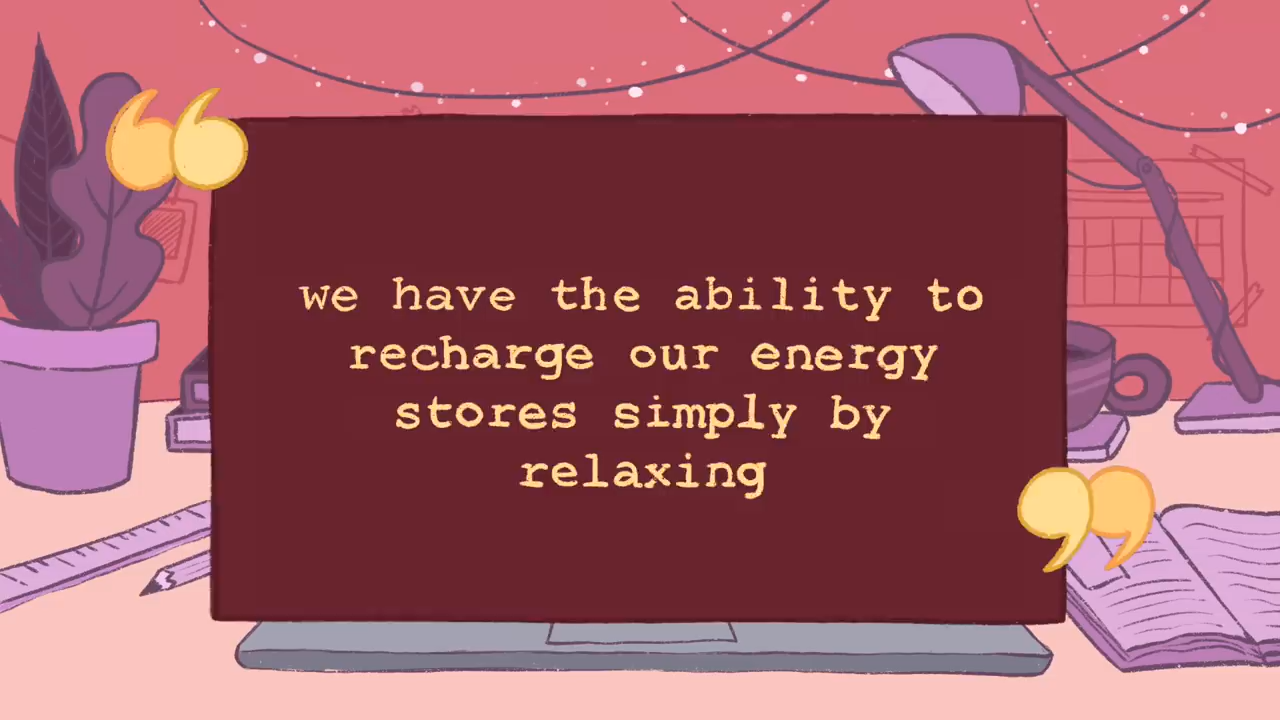 we have the ability to
recharge our energy
stores simply by
relaxing